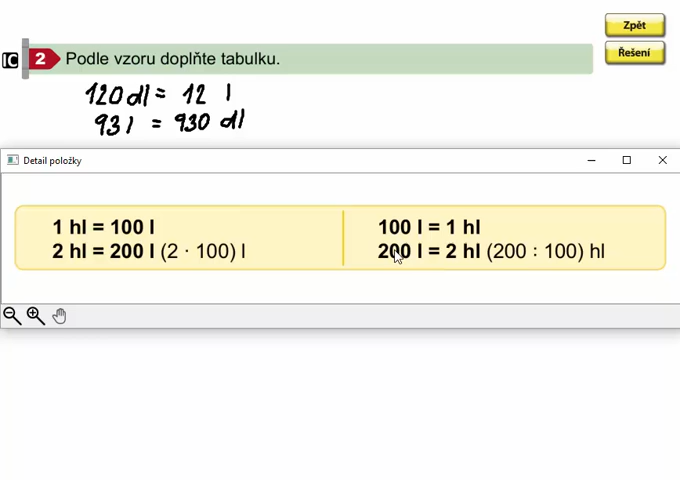 Zpět
Řešení
2 Podle vzoru doplňte tabulku.
120 dl = 12 l
93 l = 930 dl
Detail položky
1 hl = 100 l
2 hl = 200 l (2 · 100) l
100 l = 1 hl
200 l = 2 hl (200 : 100) hl